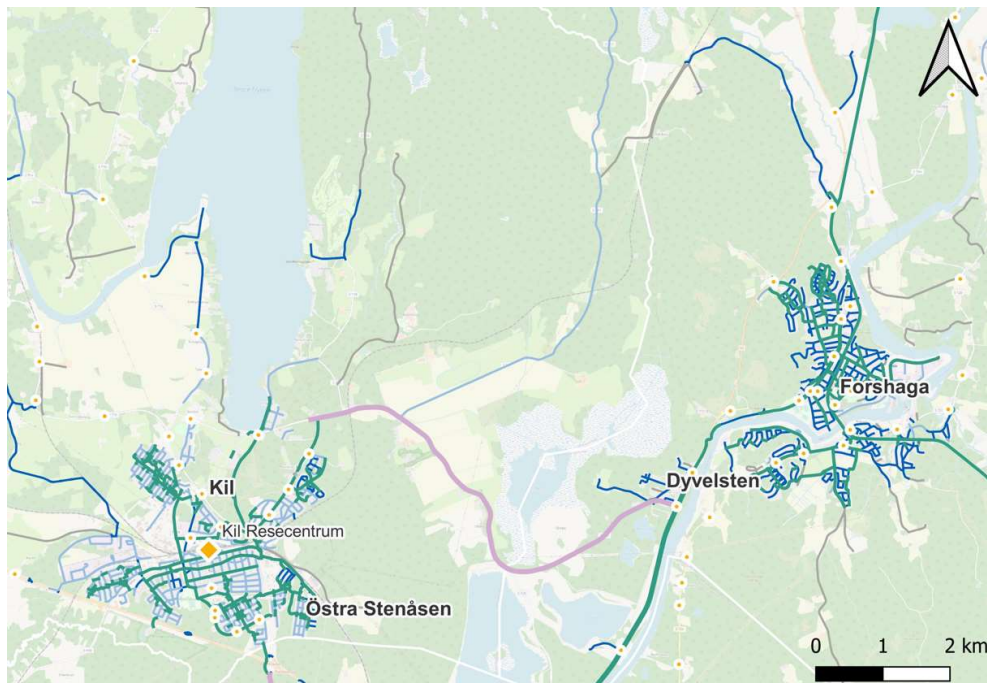 Forshaga
Dyvelsten
Kil
Kil Resecentrum
Östra Stenåsen
0 1 2 km